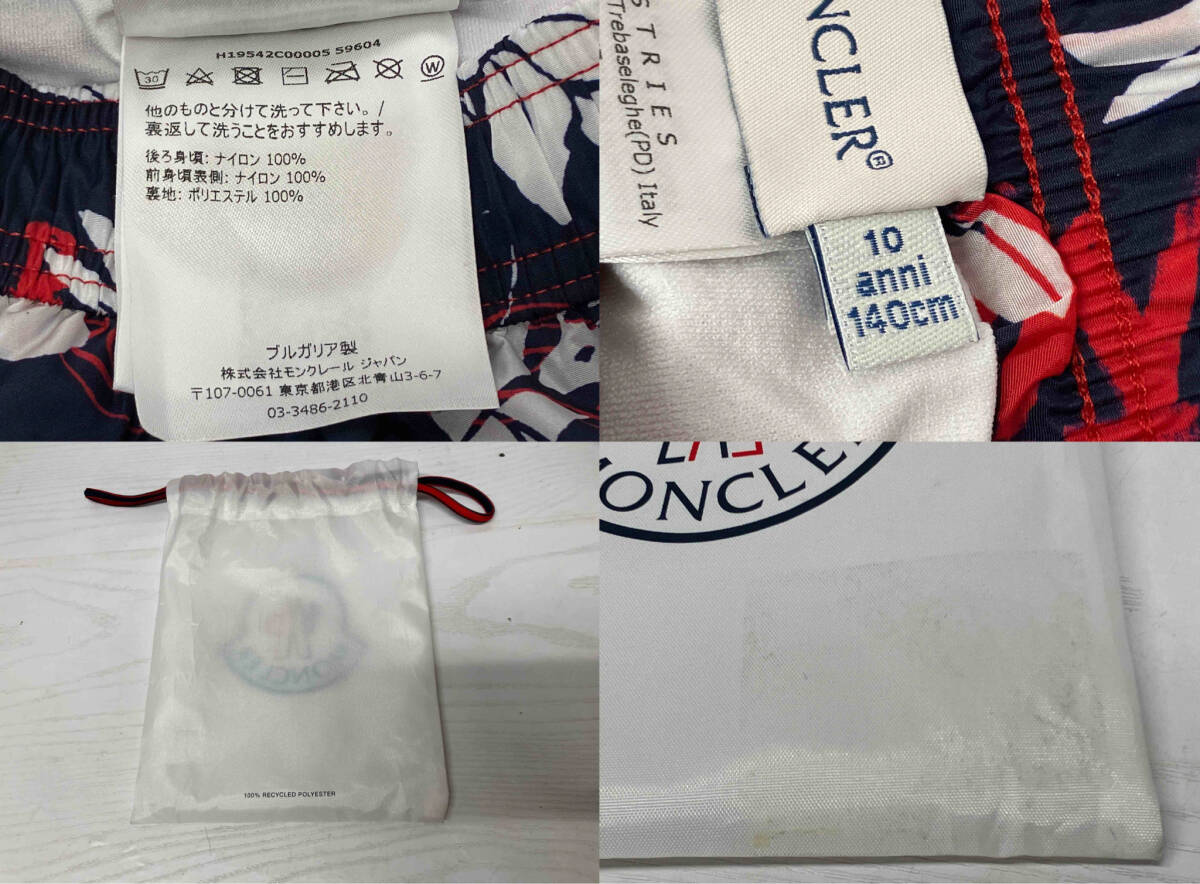 H19542C00005 59604
30
W
他のものと分けて洗って下さい。/
裏返して洗うことをおすすめします。
後ろ身頃: ナイロン 100%
前身頃表側: ナイロン 100%
裏地: ポリエステル 100%
ブルガリア製
株式会社モンクレール ジャパン
〒107-0061 東京都港区北青山3-6-7
03-3486-2110
STRIES
Trebaseleghe(PD) Italy
NCLER®
10
anni
140cm
MONCLER
100% RECYCLED POLYESTER
MONCLER